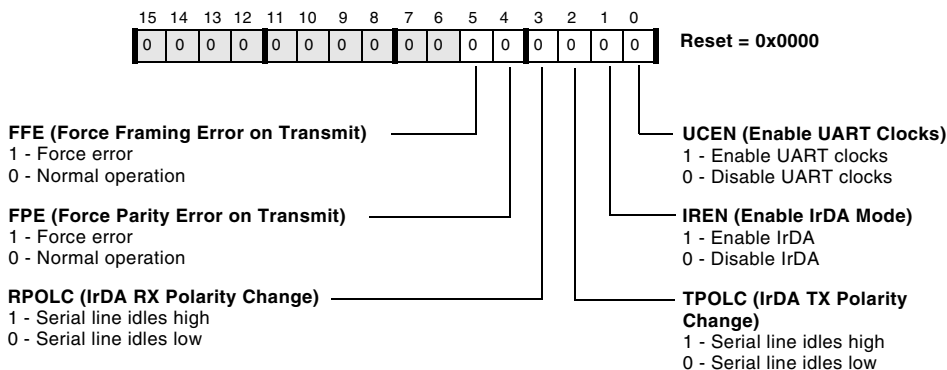 15 14 13 12 11 10 9 8 7 6 5 4 3 2 1 0
0 0 0 0 0 0 0 0 0 0 0 0 0 0 0 0
Reset = 0x0000
FFE (Force Framing Error on Transmit)
1 - Force error
0 - Normal operation
FPE (Force Parity Error on Transmit)
1 - Force error
0 - Normal operation
RPOLC (IrDA RX Polarity Change)
1 - Serial line idles high
0 - Serial line idles low
UCEN (Enable UART Clocks)
1 - Enable UART clocks
0 - Disable UART clocks
IREN (Enable IrDA Mode)
1 - Enable IrDA
0 - Disable IrDA
TPOLC (IrDA TX Polarity
Change)
1 - Serial line idles high
0 - Serial line idles low